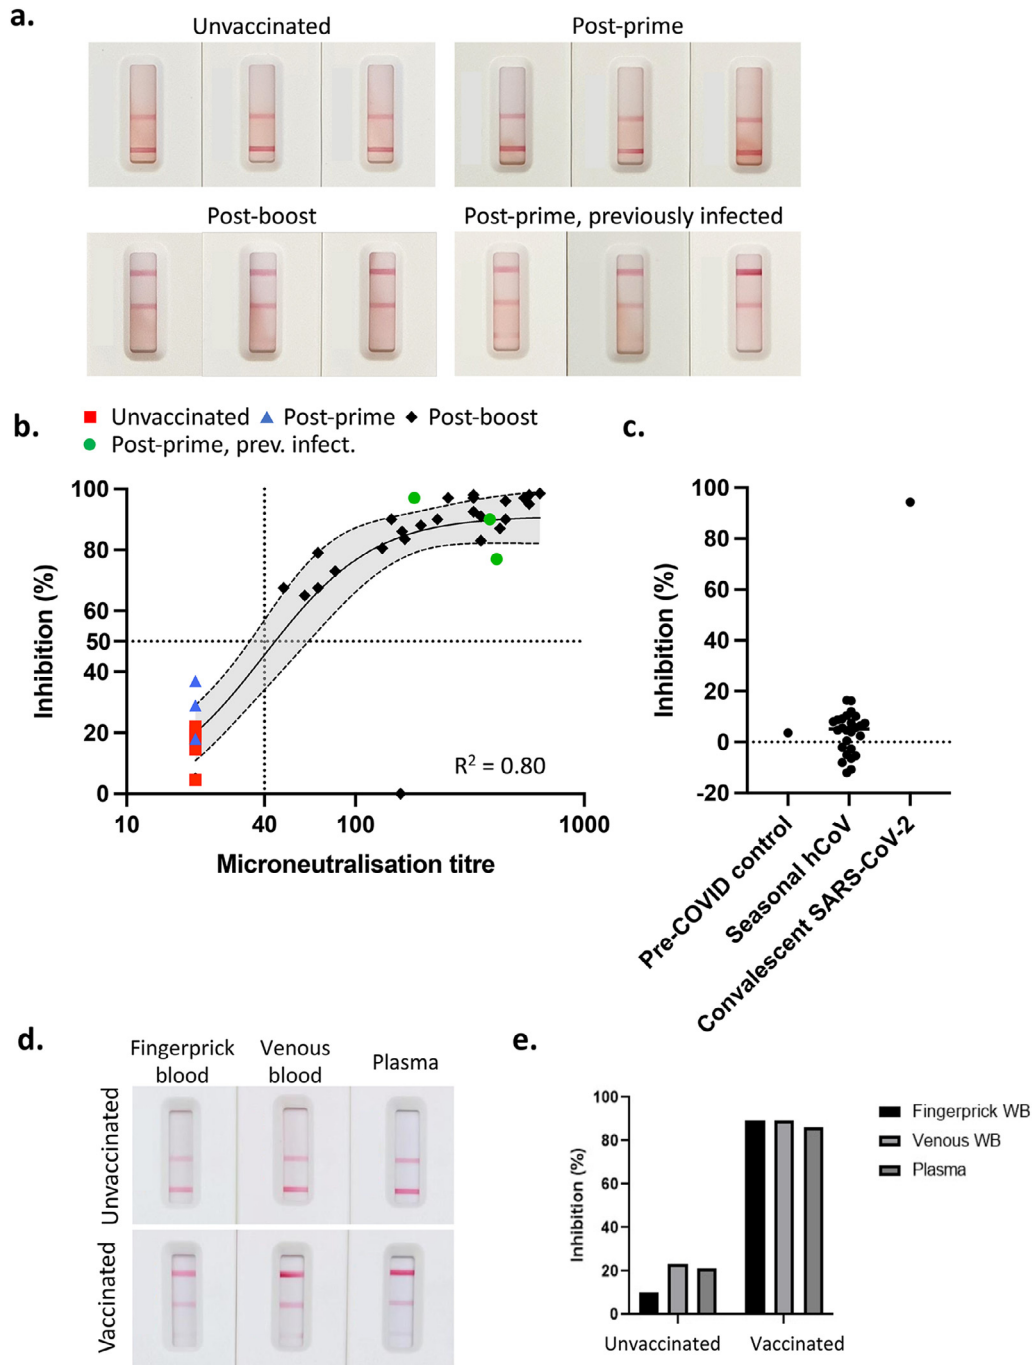 a.
Unvaccinated
Post-prime
Post-boost
Post-prime, previously infected
b.
Unvaccinated Post-prime Post-boost
Post-prime, prev. infect.
Inhibition (%)
100
80
60
50
40
20
0
10 40 100 1000
R² = 0.80
Microneutralisation titre
c.
Inhibition (%)
100
80
60
40
20
0
-20
Pre-COVID control
Seasonal hCoV
Convalescent SARS-CoV-2
d.
Fingerprick
blood
Venous
blood
Plasma
Unvaccinated
Vaccinated
e.
Inhibition (%)
100
80
60
40
20
0
Unvaccinated Vaccinated
Fingerprick WB
Venous WB
Plasma